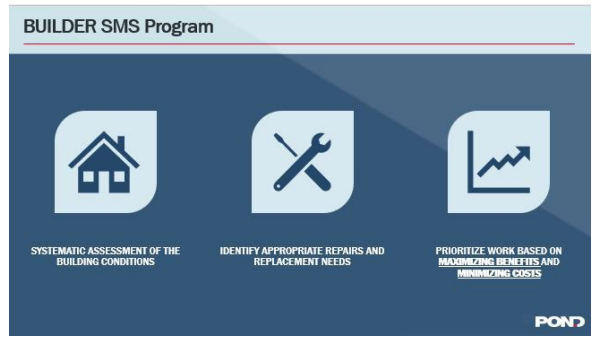 BUILDER SMS Program
SYSTEMATIC ASSESSMENT OF THE
BUILDING CONDITIONS
IDENTIFY APPROPRIATE REPAIRS AND
REPLACEMENT NEEDS
PRIORITIZE WORK BASED ON
MAXIMIZING BENEFITS AND
MINIMIZING COSTS
POND